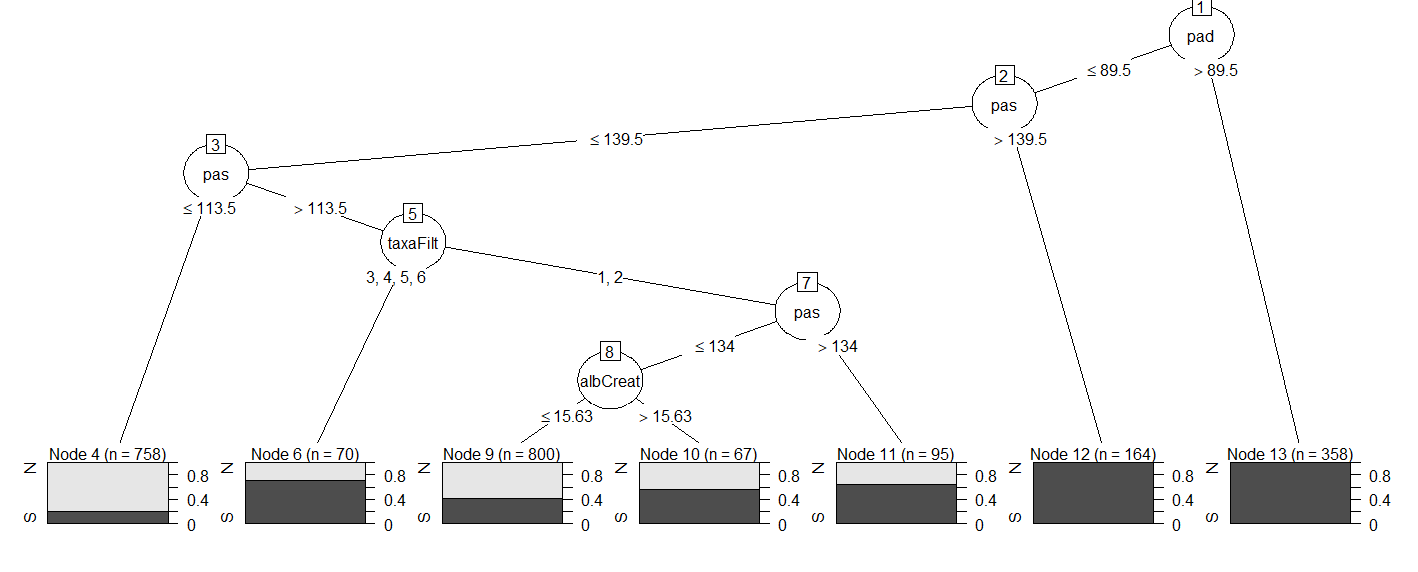 1
pad
≤ 89.5
> 89.5
2
pas
≤ 139.5
> 139.5
3
pas
≤ 113.5
> 113.5
5
taxaFilt
3, 4, 5, 6
1, 2
7
pas
≤ 134
> 134
8
albCreat
≤ 15.63
> 15.63
Node 4 (n = 758)
N
S
0.8
0.4
0
Node 6 (n = 70)
N
S
0.8
0.4
0
Node 9 (n = 800)
N
S
0.8
0.4
0
Node 10 (n = 67)
N
S
0.8
0.4
0
Node 11 (n = 95)
N
S
0.8
0.4
0
Node 12 (n = 164)
N
S
0.8
0.4
0
Node 13 (n = 358)
N
S
0.8
0.4
0